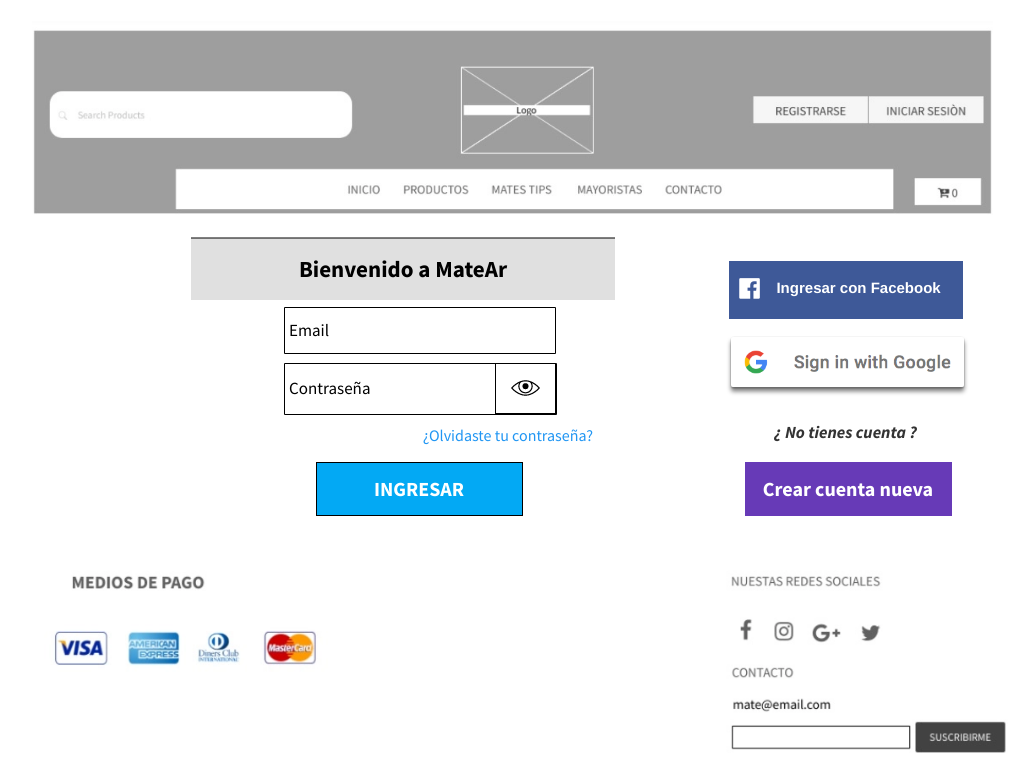 Search Products
Logo
REGISTRARSE
INICIAR SESIÒN
INICIO PRODUCTOS MATES TIPS MAYORISTAS CONTACTO
0
Bienvenido a MateAr
Email
Contraseña
¿Olvidaste tu contraseña?
INGRESAR
Ingresar con Facebook
Sign in with Google
¿ No tienes cuenta ?
Crear cuenta nueva
MEDIOS DE PAGO
VISA
AMERICAN
EXPRESS
Diners Club
INTERNATIONAL
MasterCard
NUESTAS REDES SOCIALES
CONTACTO
mate@email.com
SUSCRIBIRME